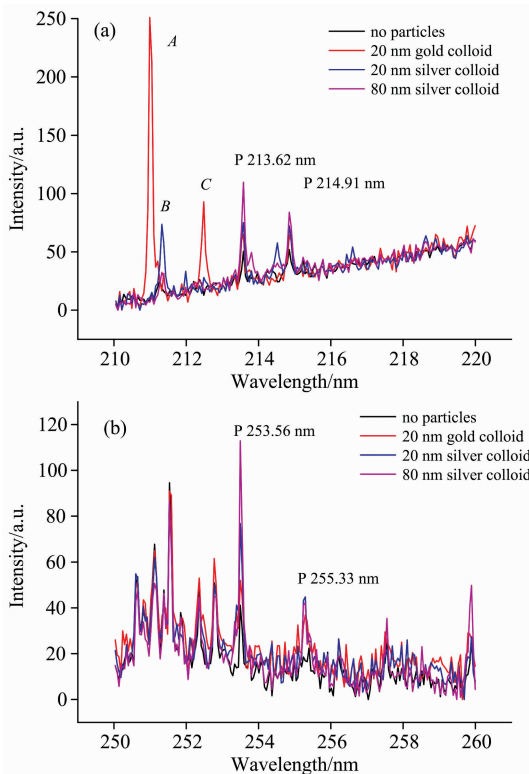 (a)
A
B
C
no particles
20 nm gold colloid
20 nm silver colloid
80 nm silver colloid
P 213.62 nm
P 214.91 nm
Intensity/a.u.
250
200
150
100
50
0
210 212 214 216 218 220
Wavelength/nm
(b)
no particles
20 nm gold colloid
20 nm silver colloid
80 nm silver colloid
P 253.56 nm
P 255.33 nm
Intensity/a.u.
120
100
80
60
40
20
0
250 252 254 256 258 260
Wavelength/nm